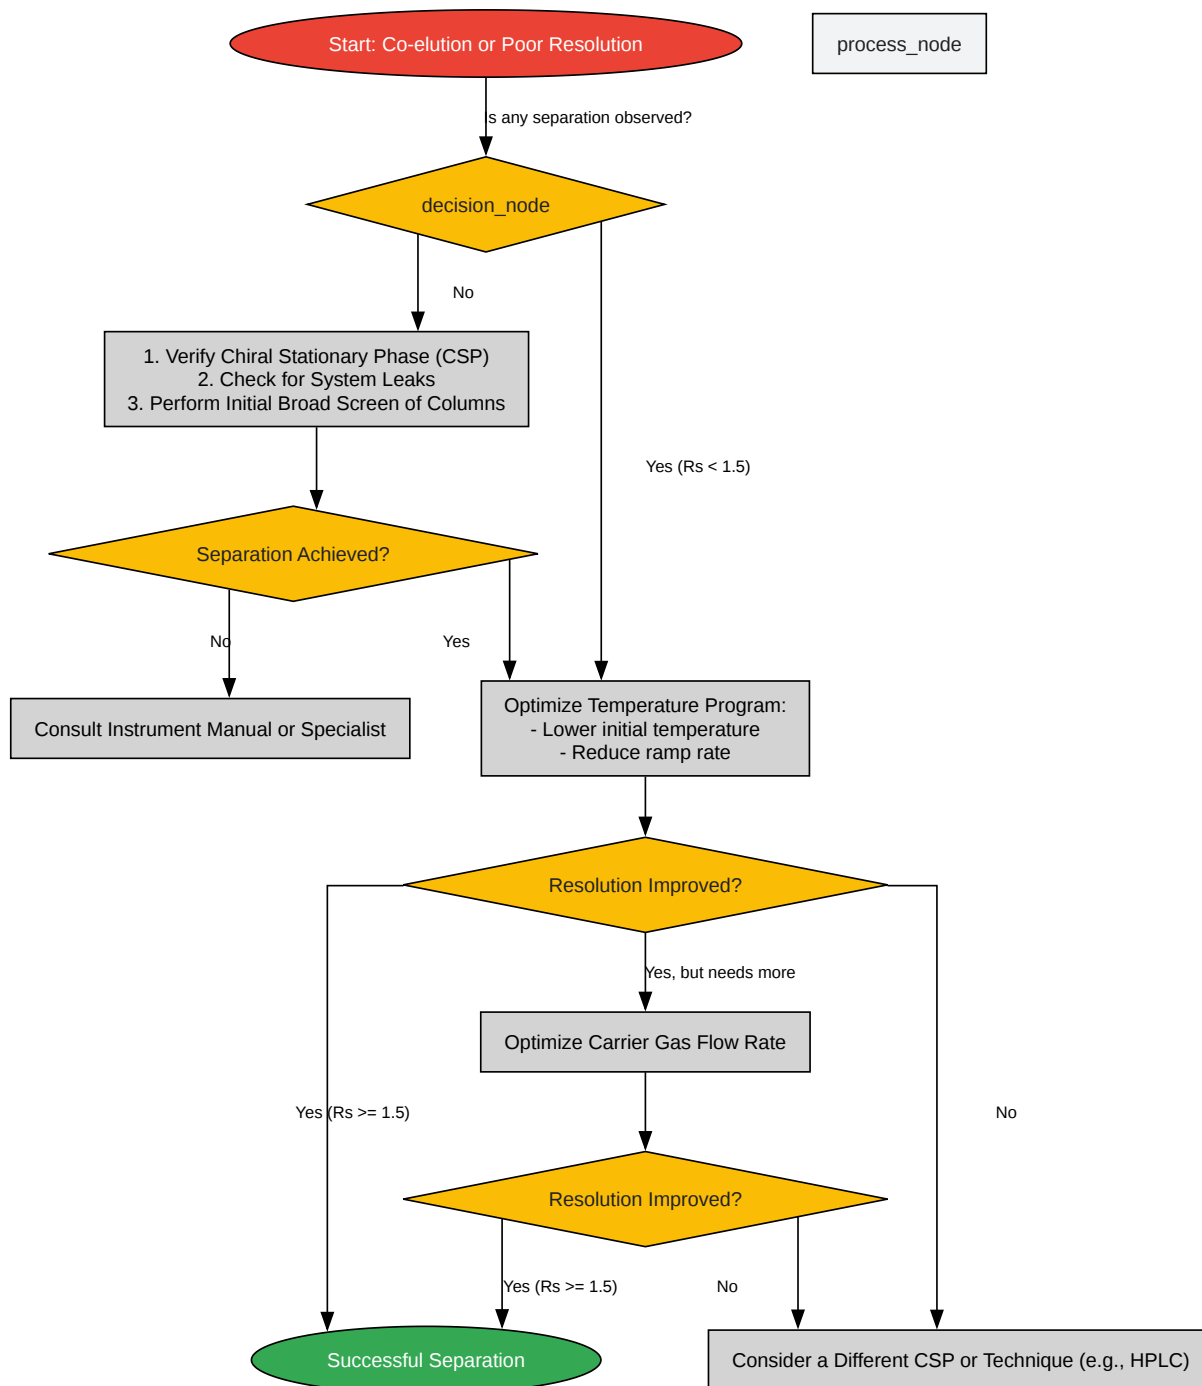 Start: Co-elution or Poor Resolution
process_node
Is any separation observed?
decision_node
No
1. Verify Chiral Stationary Phase (CSP)
2. Check for System Leaks
3. Perform Initial Broad Screen of Columns
Yes (Rs < 1.5)
Separation Achieved?
No
Yes
Consult Instrument Manual or Specialist
Optimize Temperature Program:
- Lower initial temperature
- Reduce ramp rate
Resolution Improved?
Yes, but needs more
Optimize Carrier Gas Flow Rate
Yes (Rs >= 1.5)
No
Resolution Improved?
Yes (Rs >= 1.5)
No
Successful Separation
Consider a Different CSP or Technique (e.g., HPLC)